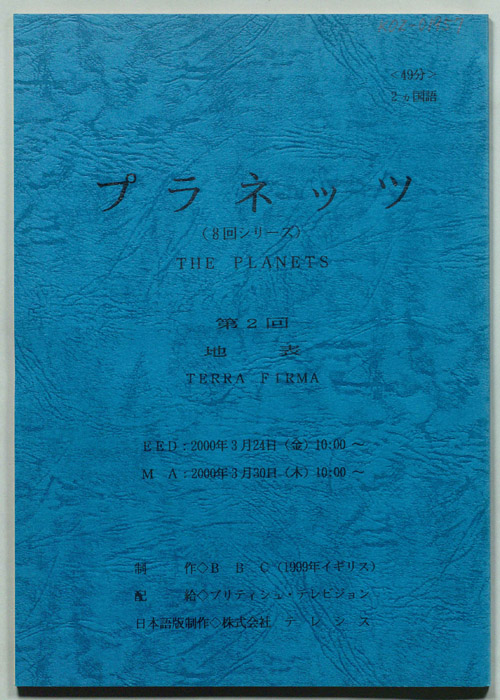 <49分>
2ヵ国語
プラネッツ
(8回シリーズ)
THE PLANETS
第2回
地 表
TERRA FIRMA
EED:2000年3月24日(金)10:00 ~
M A:2000年3月30日(木)10:00 ~
制 作◇B B C(1999年イギリス)
配 給◇ブリティシュ・テレビジョン
日本語版制作◇株式会社 テレシス